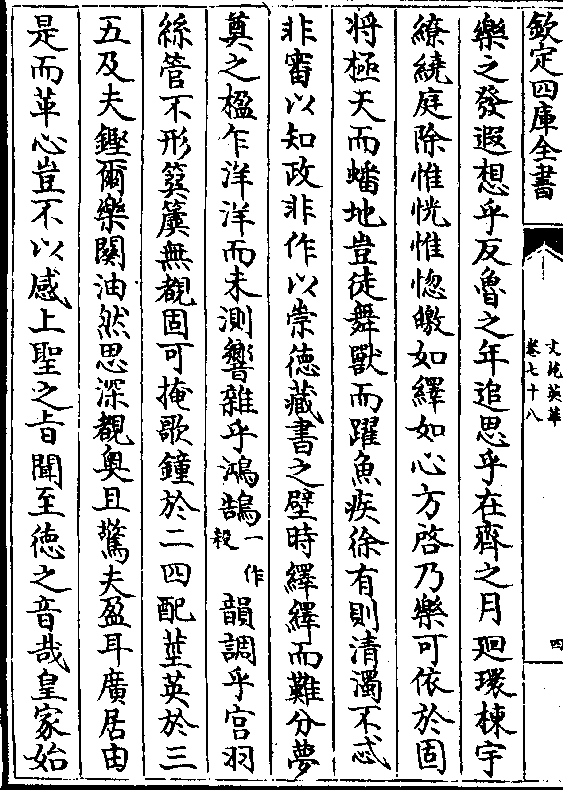 欽定四庫全書
文苑英華
卷七十八
四
樂之發遐想乎反魯之年追思乎在齊之月廻環棟宇
繚繞庭除惟恍惟惚皦如繹如心方啓乃樂可依於固
将極天而蟠地豈徒舞獸而躍魚疾徐有則清濁不忒
非審以知政非作以崇德藏書之壁時繹繹而難分夢
奠之楹乍洋洋而未測響雜乎鴻鵠一作㲉韻調乎宫羽
絲管不形簨簴無覩固可掩歌鐘於二四配莖英於三
五及夫鏗爾樂闋油然思深觀奥且驚夫盈耳廣居由
是而革心豈不以感上聖之㫖聞至德之音哉皇家始